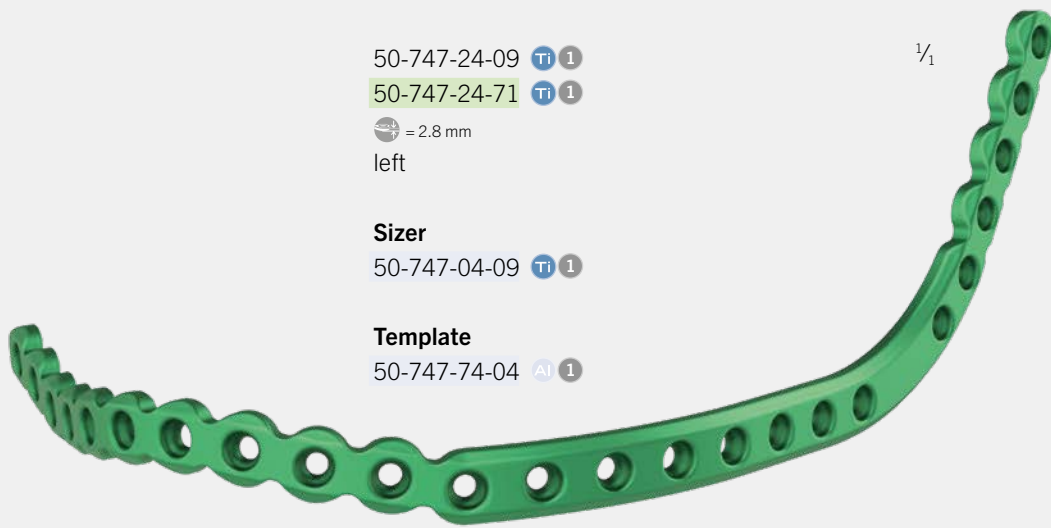 50-747-24-09 Ti 1
50-747-24-71 Ti 1
= 2.8 mm
left
Sizer
50-747-04-09 Ti 1
Template
50-747-74-04 Al 1
1/1